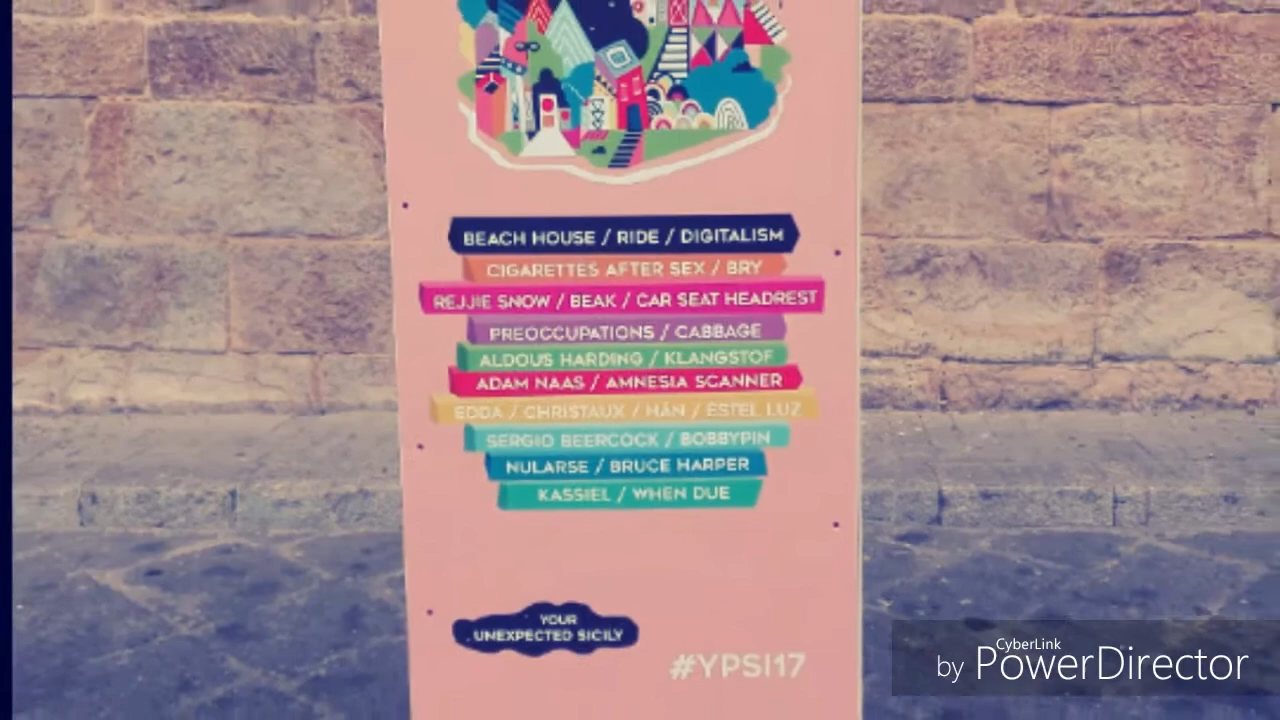 BEACH HOUSE / RIDE / DIGITALISM
CIGARETTES AFTER SEX / BRY
REJJIE SNOW / BEAK / CAR SEAT HEADREST
PREOCCUPATIONS / CABBAGE
ALDOUS HARDING / KLANGSTOF
ADAM NAAS / AMNESIA SCANNER
EDDA / CHRISTAUX / HÅN / ÉSTEL LUZ
SERGIO BEERCOCK / BOBBYPIN
NULARSE / BRUCE HARPER
KASSIEL / WHEN DUE
YOUR
UNEXPECTED SICILY
#YPSI17
by CyberLink PowerDirector